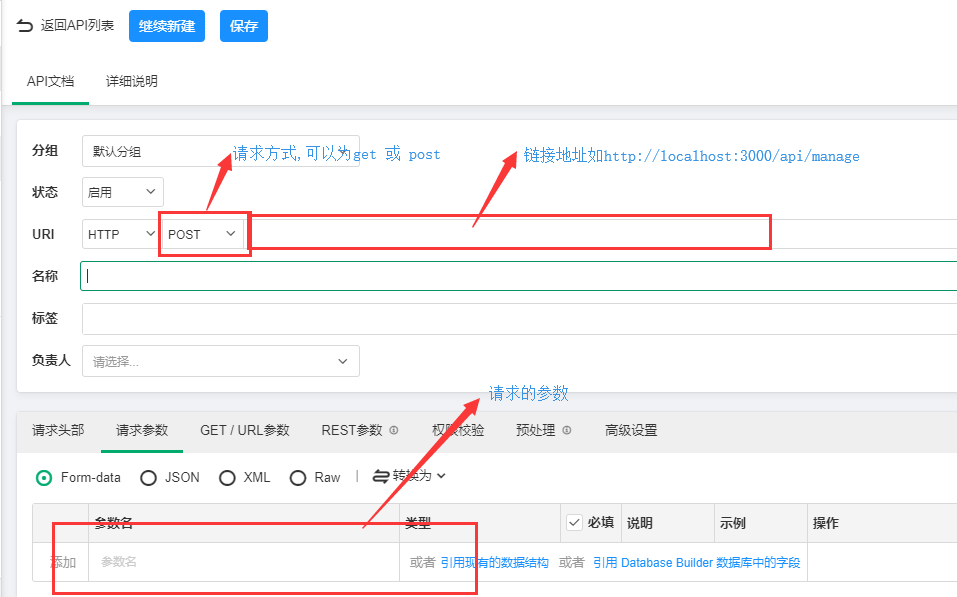 返回API列表 继续新建 保存
API文档 详细说明
分组 默认分组 请求方式,可以为get 或 post 链接地址如http://localhost:3000/api/manage
状态 启用
URI HTTP POST
名称
标签
负责人 请选择...
请求的参数
请求头部 请求参数 GET / URL参数 REST参数 权限校验 预处理 高级设置
Form-data JSON XML Raw | 转换为
参数名 类型 必填 说明 示例 操作
添加 参数名 或者 引用现有的数据结构 或者 引用 Database Builder 数据库中的字段